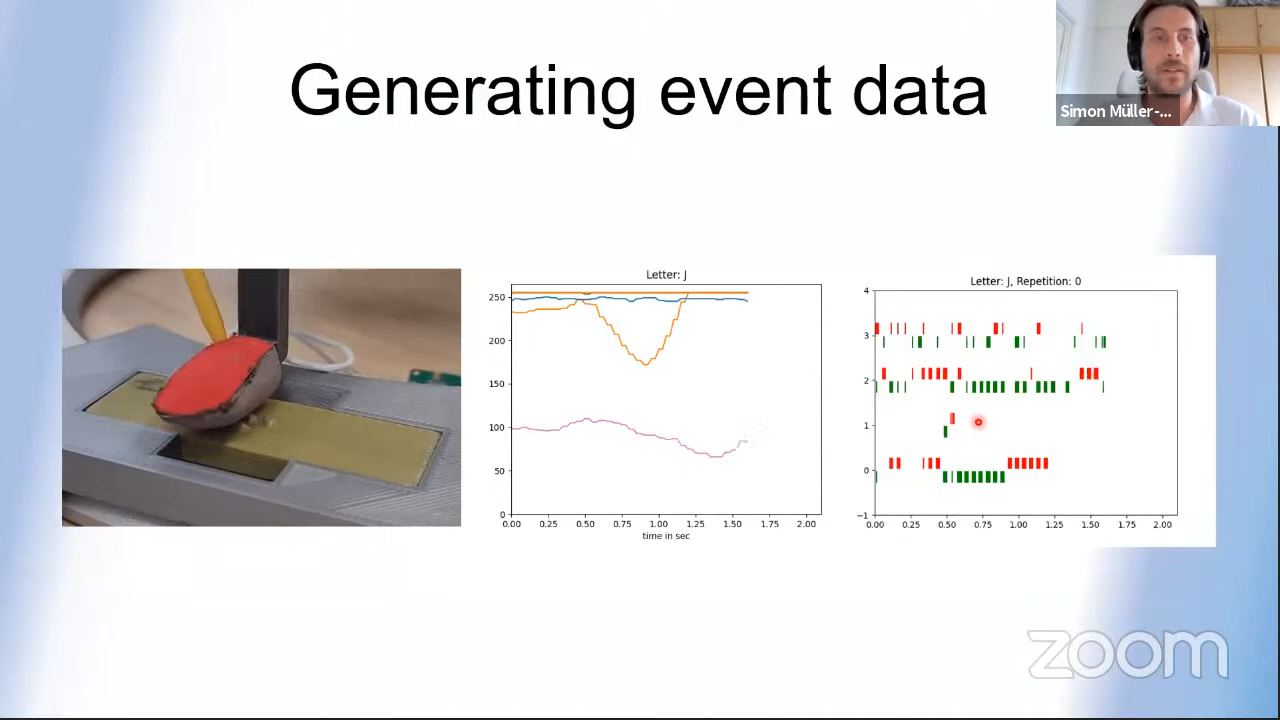 Generating event data
Simon Müller-...
Letter: J
250
200
150
100
50
0
0.00 0.25 0.50 0.75 1.00 1.25 1.50 1.75 2.00
time in sec
Letter: J, Repetition: 0
4
3
2
1
0
−1
0.00 0.25 0.50 0.75 1.00 1.25 1.50 1.75 2.00
zoom